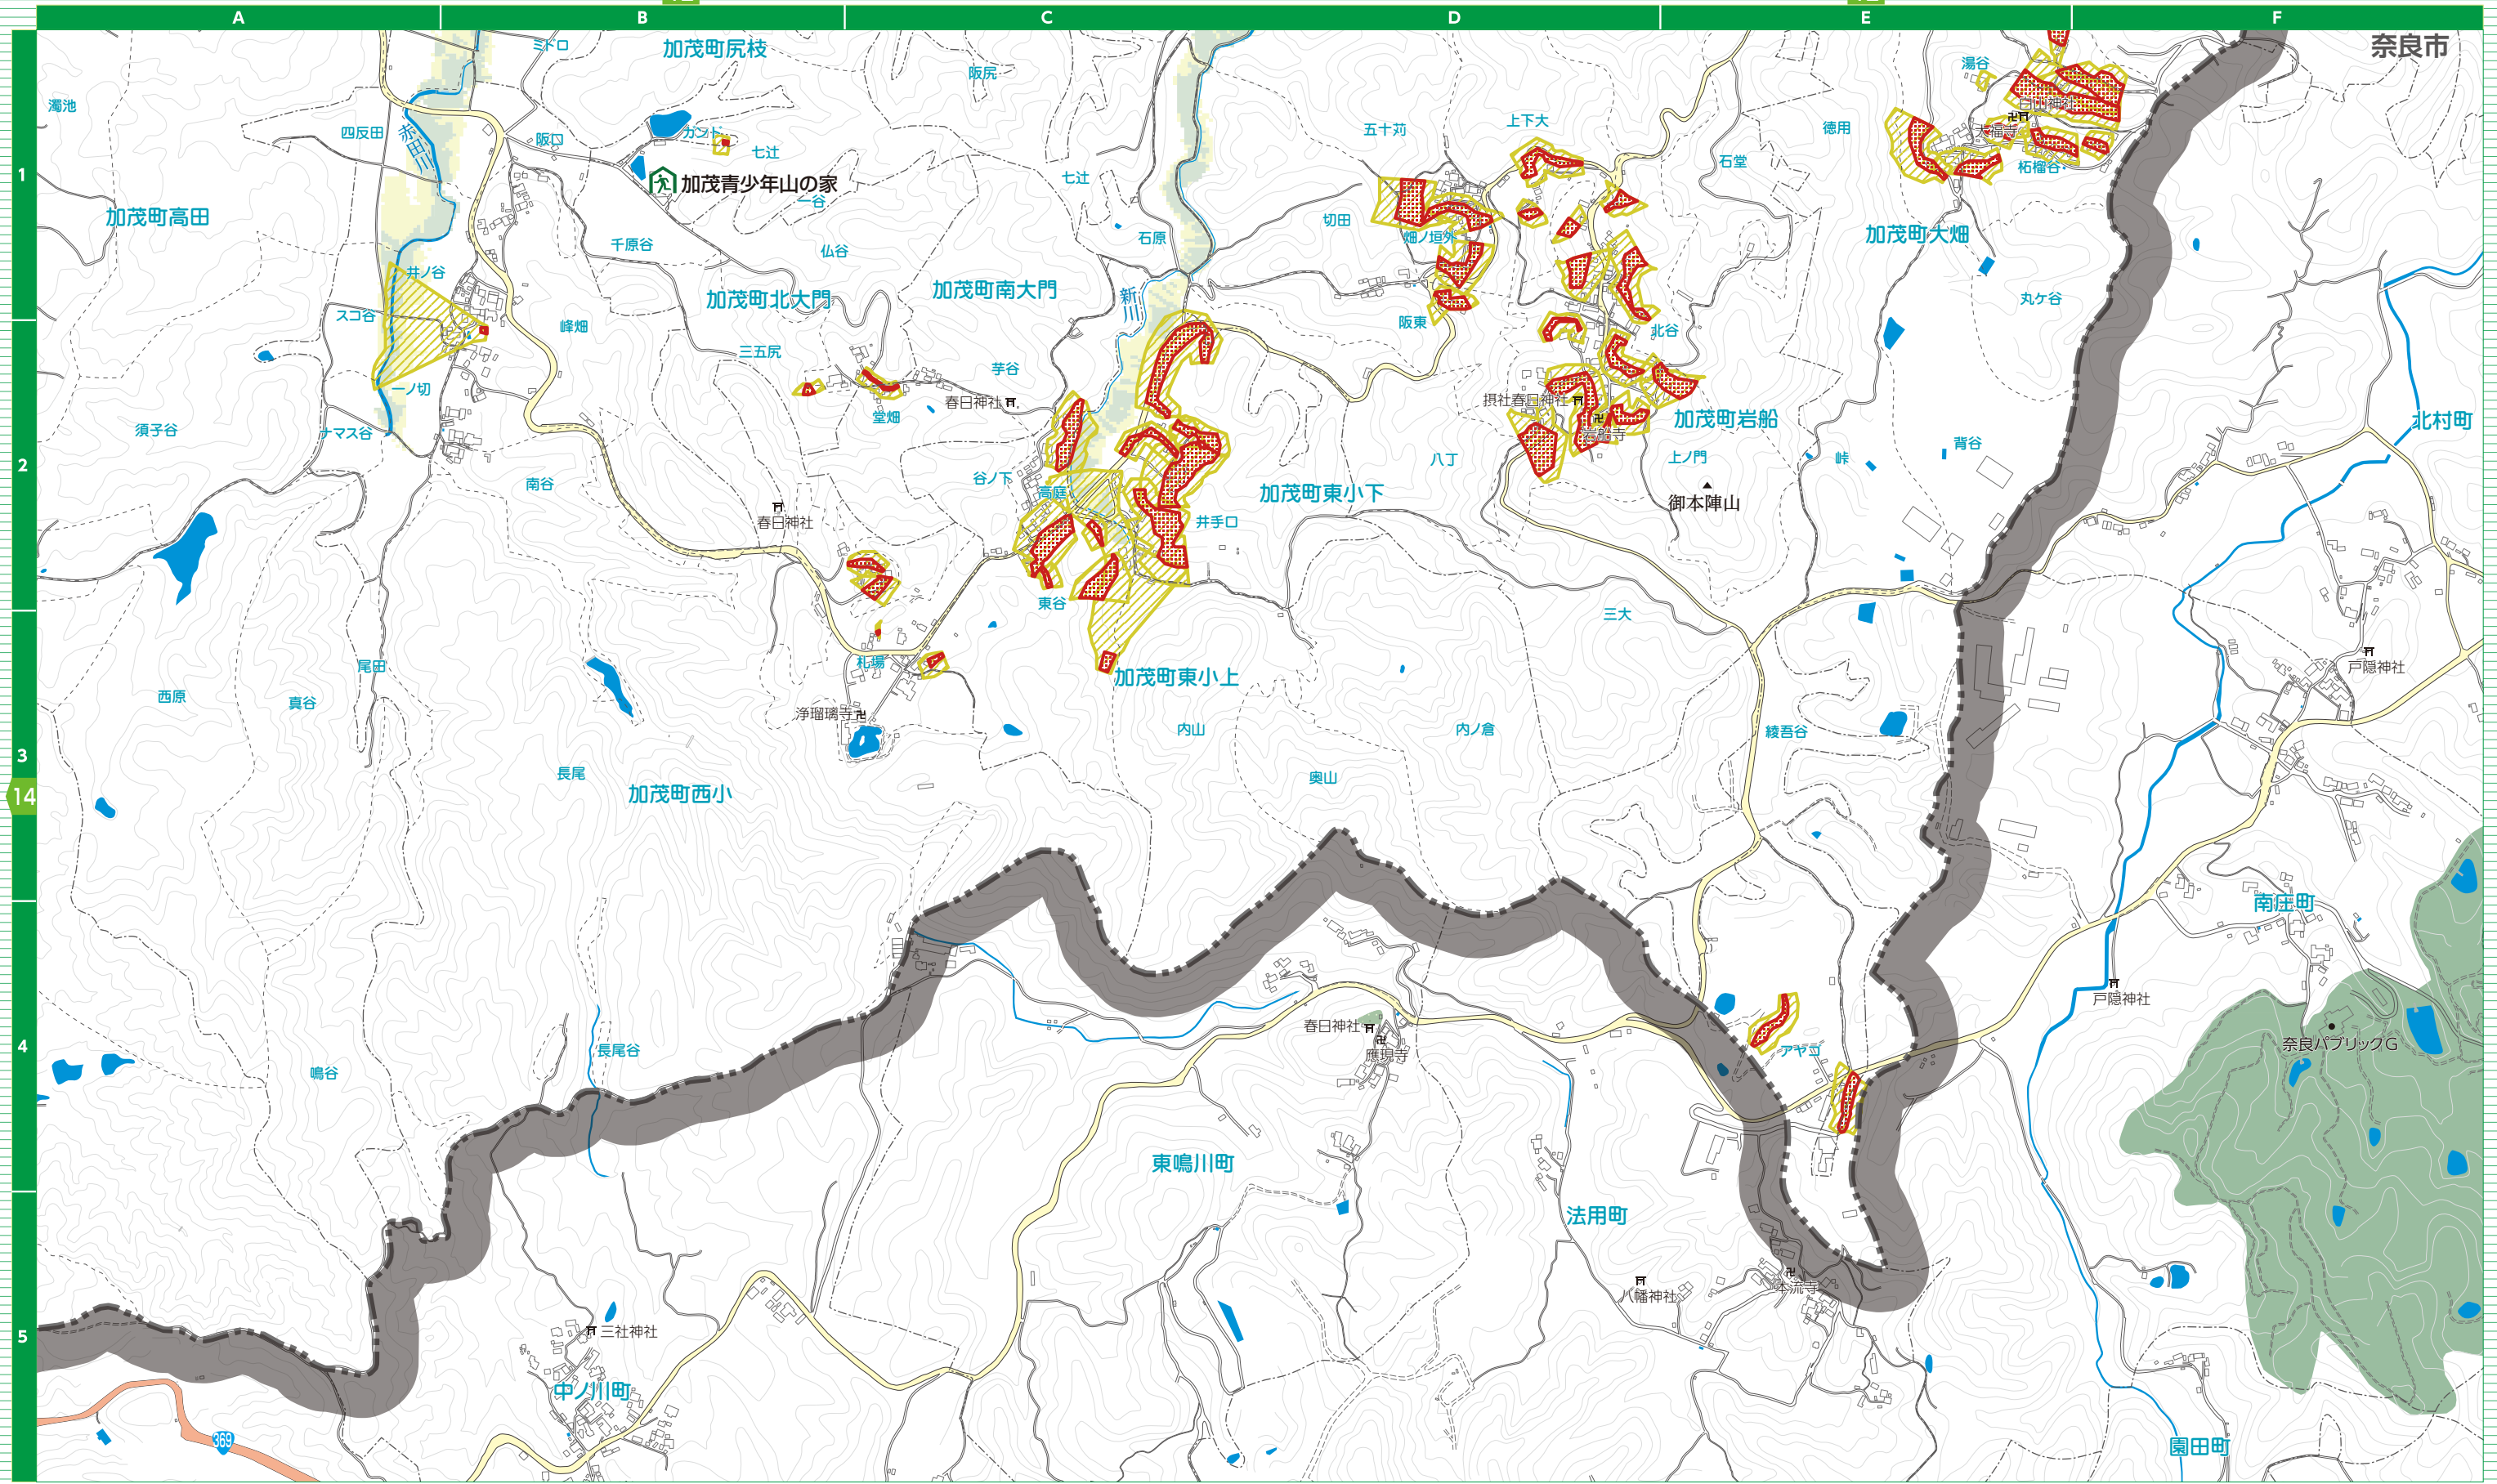 A
B
C
D
E
F
1
2
3
14
4
5
ミドロ
加茂町尻枝
阪尻
湯谷
奈良市
濁池
四反田
赤田川
阪口
カンド
七辻
加茂青少年山の家
一谷
七辻
五十苅
上下大
石堂
徳用
白山神社
大福寺
柘榴谷
加茂町高田
千原谷
仏谷
石原
切田
畑ノ垣外
加茂町大畑
井ノ谷
加茂町北大門
加茂町南大門
新川
丸ケ谷
スコ谷
峰畑
三五尻
芋谷
阪東
北谷
一ノ切
堂畑
春日神社
摂社春日神社
岩船寺
加茂町岩船
北村町
須子谷
ナマス谷
南谷
谷ノ下
高庭
加茂町東小下
八丁
上ノ門
峠
背谷
春日神社
井手口
御本陣山
東谷
三大
西原
真谷
尾田
札場
加茂町東小上
戸隠神社
浄瑠璃寺
内山
内ノ倉
綾吾谷
長尾
加茂町西小
奥山
南庄町
戸隠神社
鳴谷
長尾谷
春日神社
應現寺
アヤゴ
奈良パブリックG
東鳴川町
法用町
八幡神社
本流寺
三社神社
中ノ川町
369
園田町